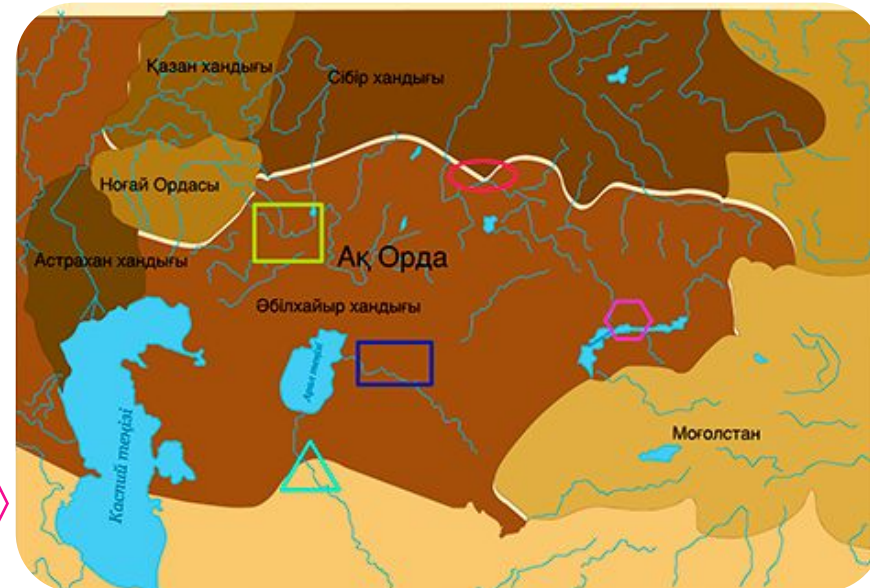 Қазан хандығы
Сібір хандығы
Ноғай Ордасы
Астрахан хандығы
Ақ Орда
Әбілхайыр хандығы
Арал теңізі
Моғолстан
Каспий теңізі